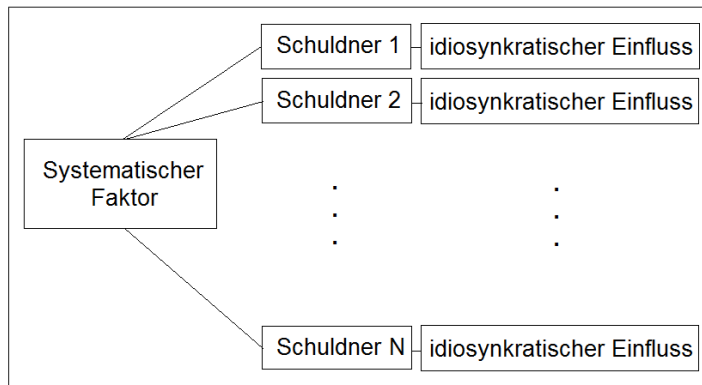 Schuldner 1
idiosynkratischer Einfluss
Schuldner 2
idiosynkratischer Einfluss
Systematischer
Faktor
Schuldner N
idiosynkratischer Einfluss